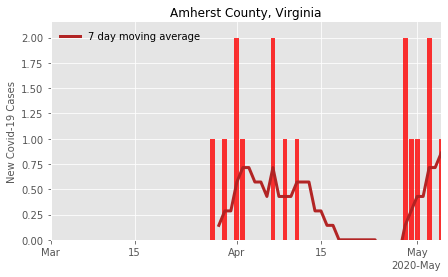 Amherst County, Virginia
7 day moving average
New Covid-19 Cases
2.00
1.75
1.50
1.25
1.00
0.75
0.50
0.25
0.00
Mar
15
Apr
15
May
2020-May